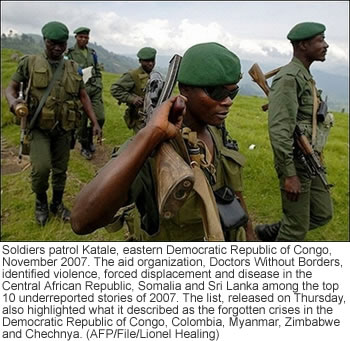 Soldiers patrol Katale, eastern Democratic Republic of Congo,
November 2007. The aid organization, Doctors Without Borders,
identified violence, forced displacement and disease in the
Central African Republic, Somalia and Sri Lanka among the top
10 underreported stories of 2007. The list, released on Thursday,
also highlighted what it described as the forgotten crises in the
Democratic Republic of Congo, Colombia, Myanmar, Zimbabwe
and Chechnya. (AFP/File/Lionel Healing)